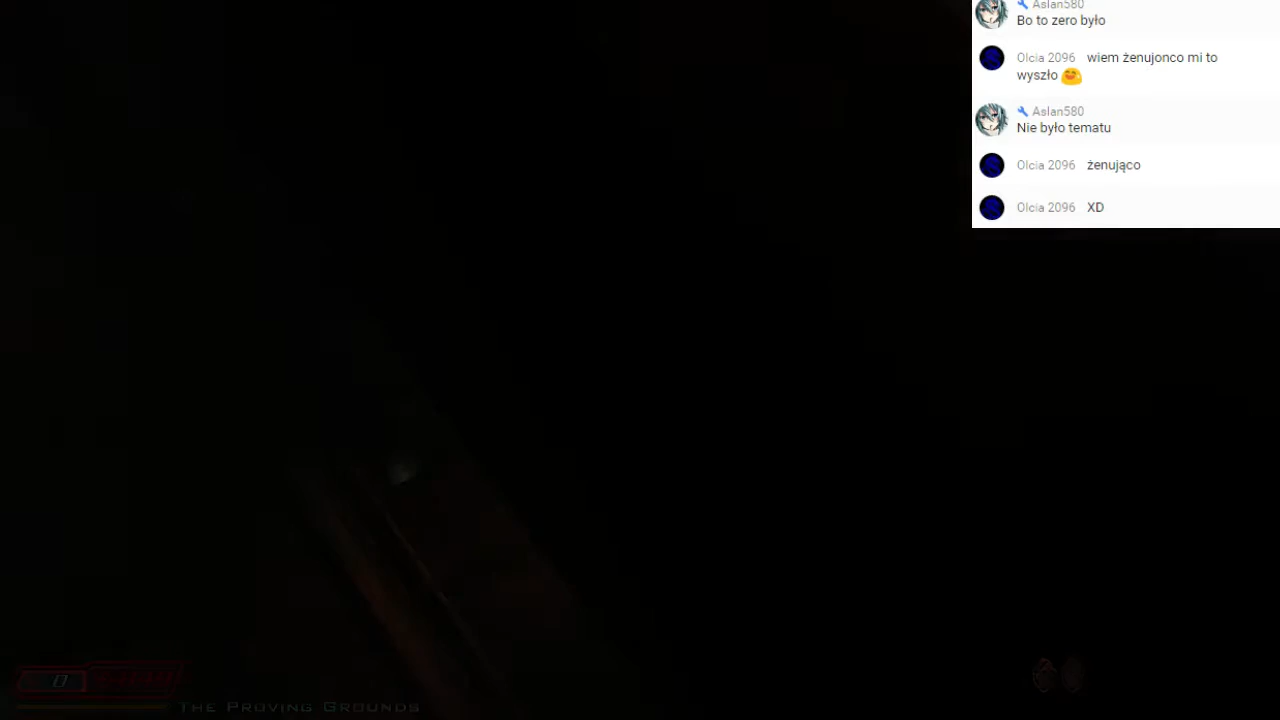 Aslan580
Bo to zero było
Olcia 2096 wiem żenujonco mi to
wyszło
Aslan580
Nie było tematu
Olcia 2096 żenująco
Olcia 2096 XD
0
The Proving Grounds